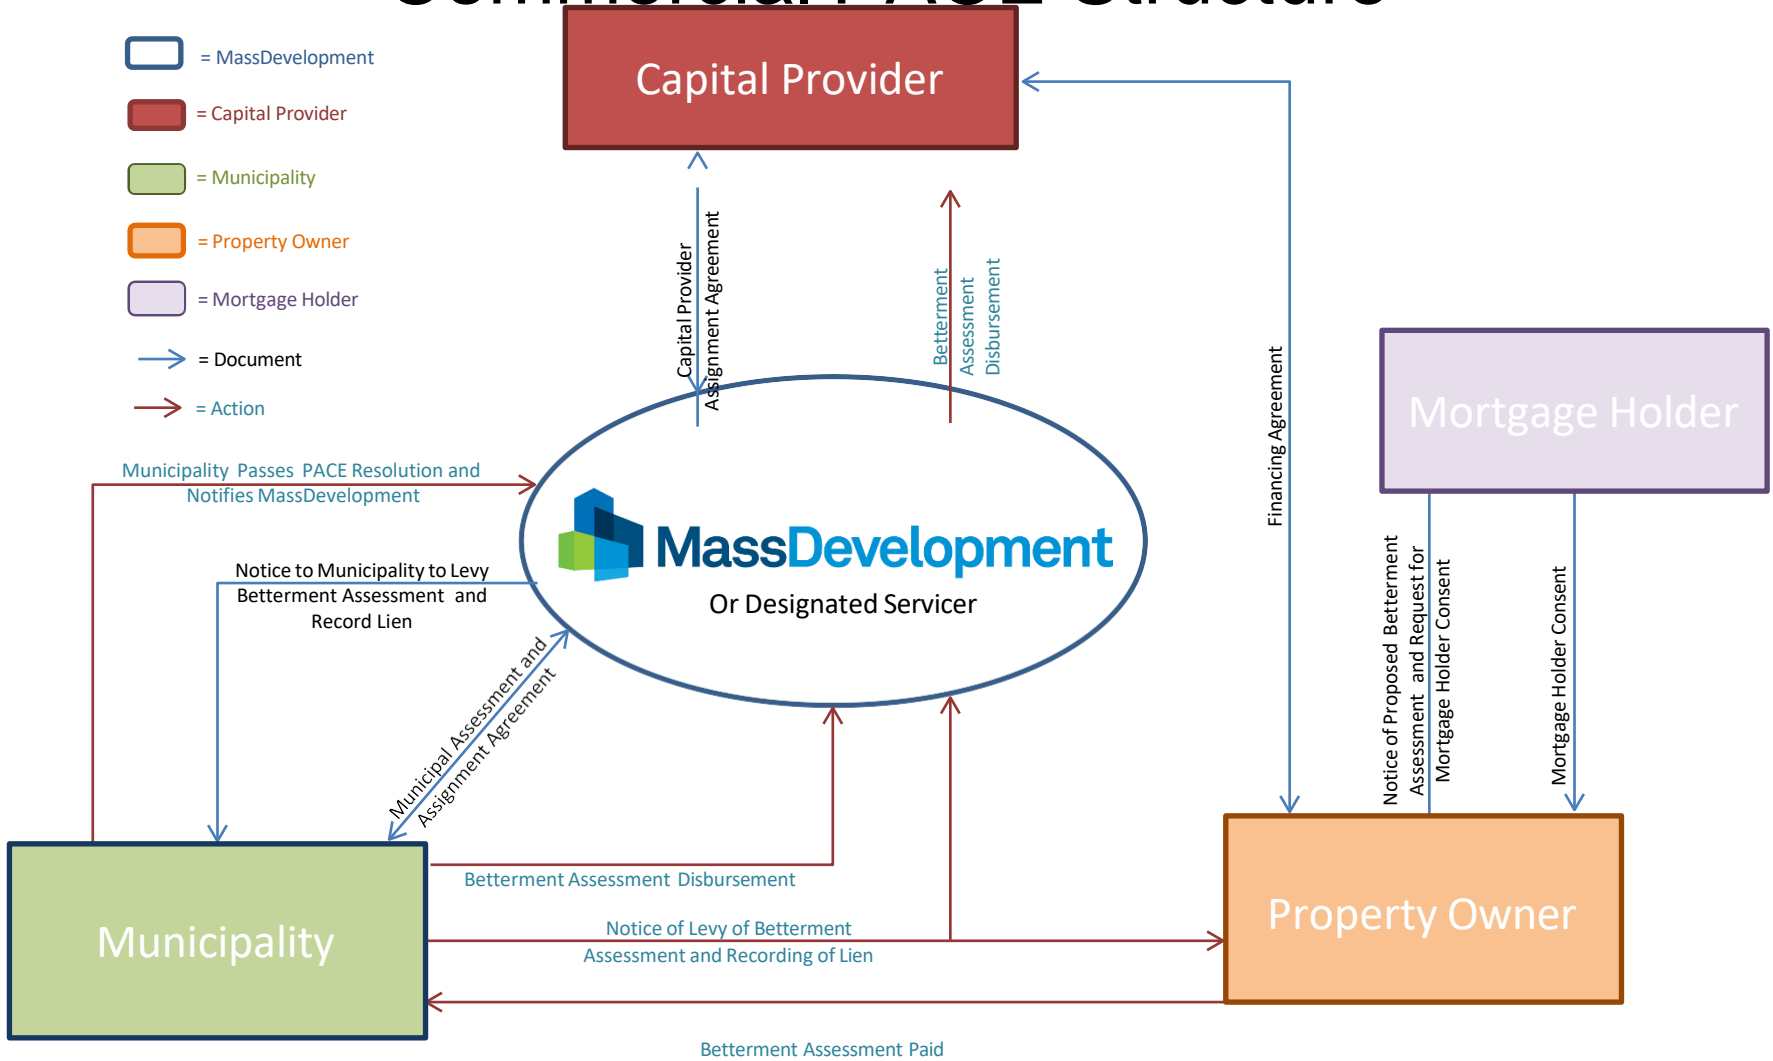 Commercial PACE Structure
= MassDevelopment
= Capital Provider
= Municipality
= Property Owner
= Mortgage Holder
= Document
= Action
Capital Provider
Capital Provider
Assignment Agreement
Betterment
Assessment
Disbursement
Financing Agreement
Mortgage Holder
Municipality Passes PACE Resolution and
Notifies MassDevelopment
MassDevelopment
Or Designated Servicer
Notice to Municipality to Levy
Betterment Assessment and
Record Lien
Municipal Assessment and
Assignment Agreement
Notice of Proposed Betterment
Assessment and Request for
Mortgage Holder Consent
Mortgage Holder Consent
Municipality
Betterment Assessment Disbursement
Notice of Levy of Betterment
Assessment and Recording of Lien
Property Owner
Betterment Assessment Paid